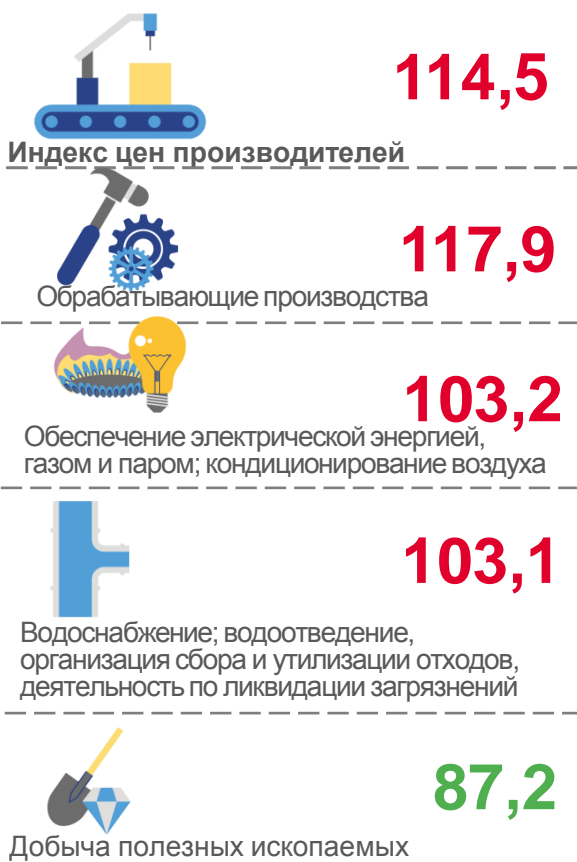 114,5
Индекс цен производителей
117,9
Обрабатывающие производства
103,2
Обеспечение электрической энергией,
газом и паром; кондиционирование воздуха
103,1
Водоснабжение; водоотведение,
организация сбора и утилизации отходов,
деятельность по ликвидации загрязнений
87,2
Добыча полезных ископаемых